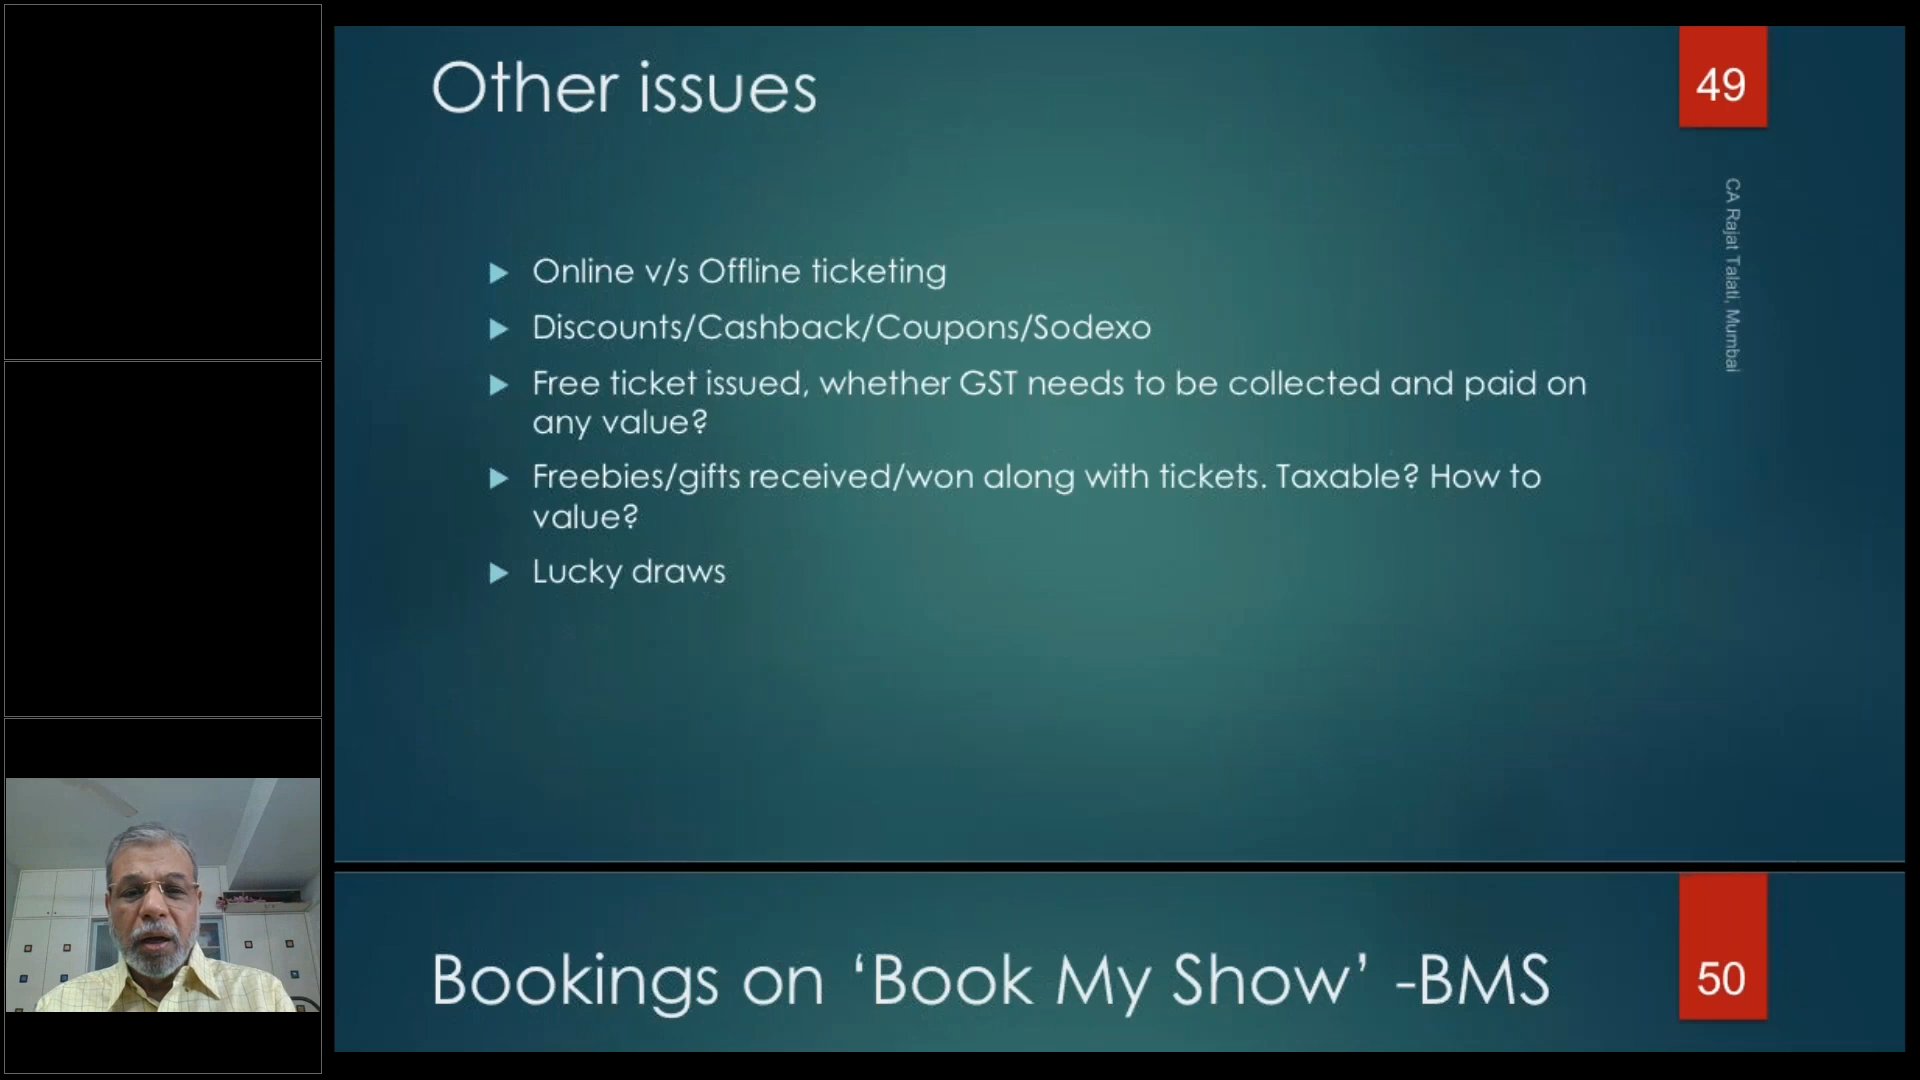 Other issues
49
CA Rajat Talati, Mumbai
Online v/s Offline ticketing
Discounts/Cashback/Coupons/Sodexo
Free ticket issued, whether GST needs to be collected and paid on
any value?
Freebies/gifts received/won along with tickets. Taxable? How to
value?
Lucky draws
Bookings on ‘Book My Show’ -BMS
50